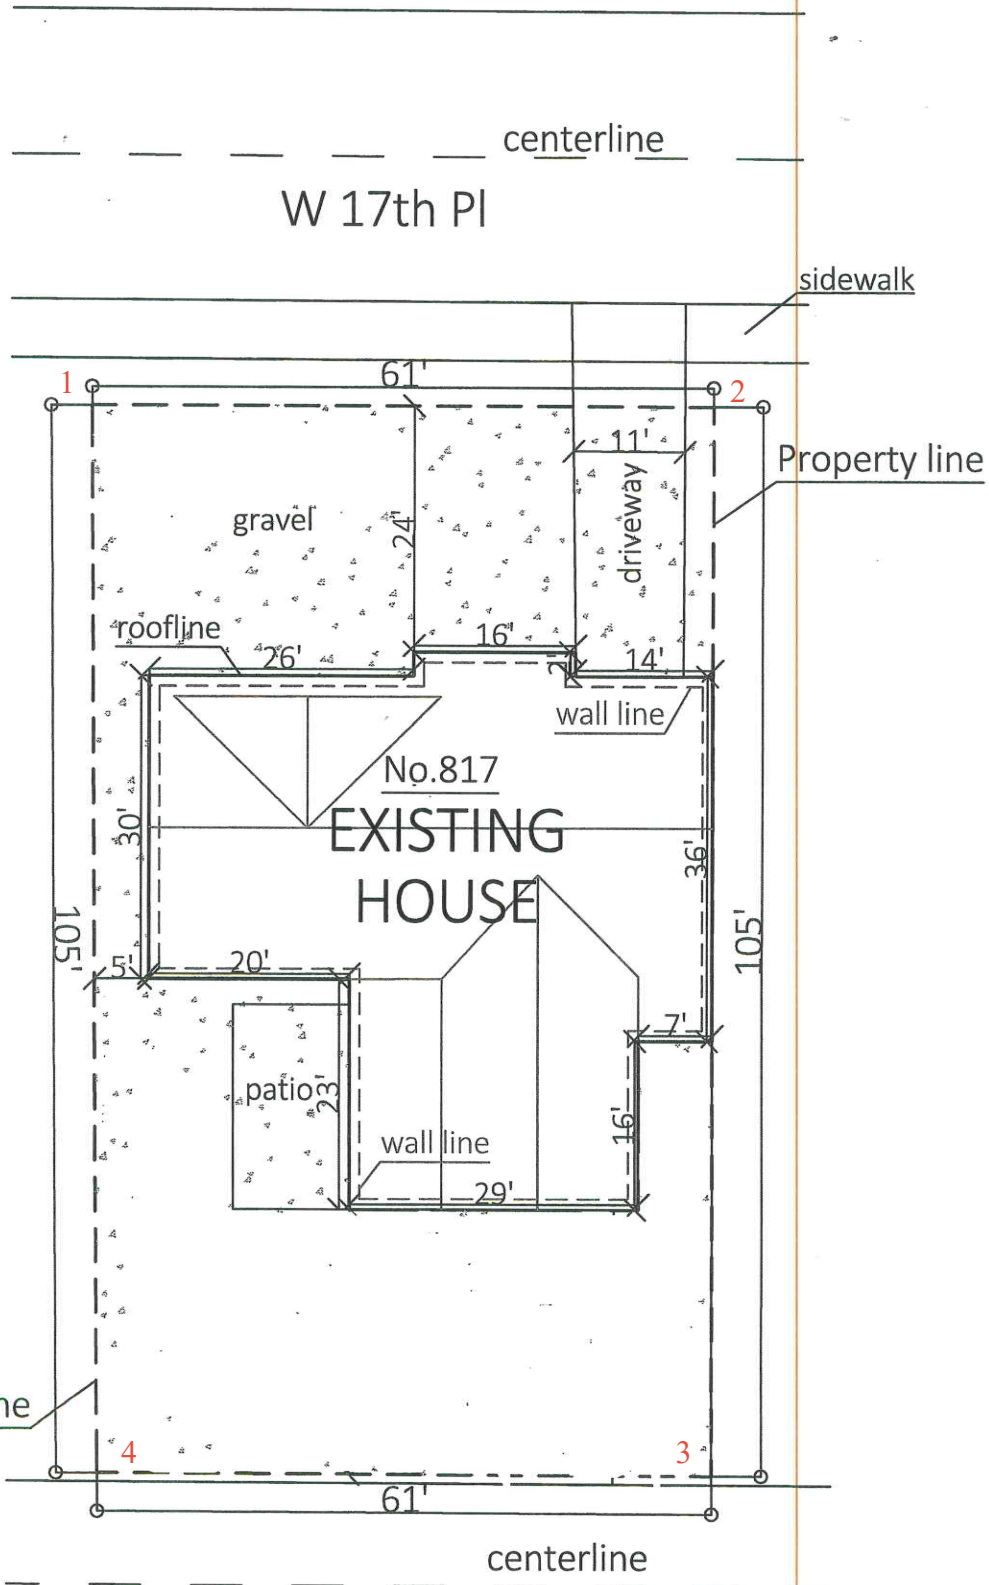 centerline
W 17th Pl
sidewalk
1
61'
2
11'
Property line
gravel
24'
driveway
roofline
26'
16'
2'
14'
wall line
No.817
30'
EXISTING
36'
HOUSE
105'
105'
5'
20'
7'
patio
23'
16'
wall line
29'
ne
4
3
61'
centerline